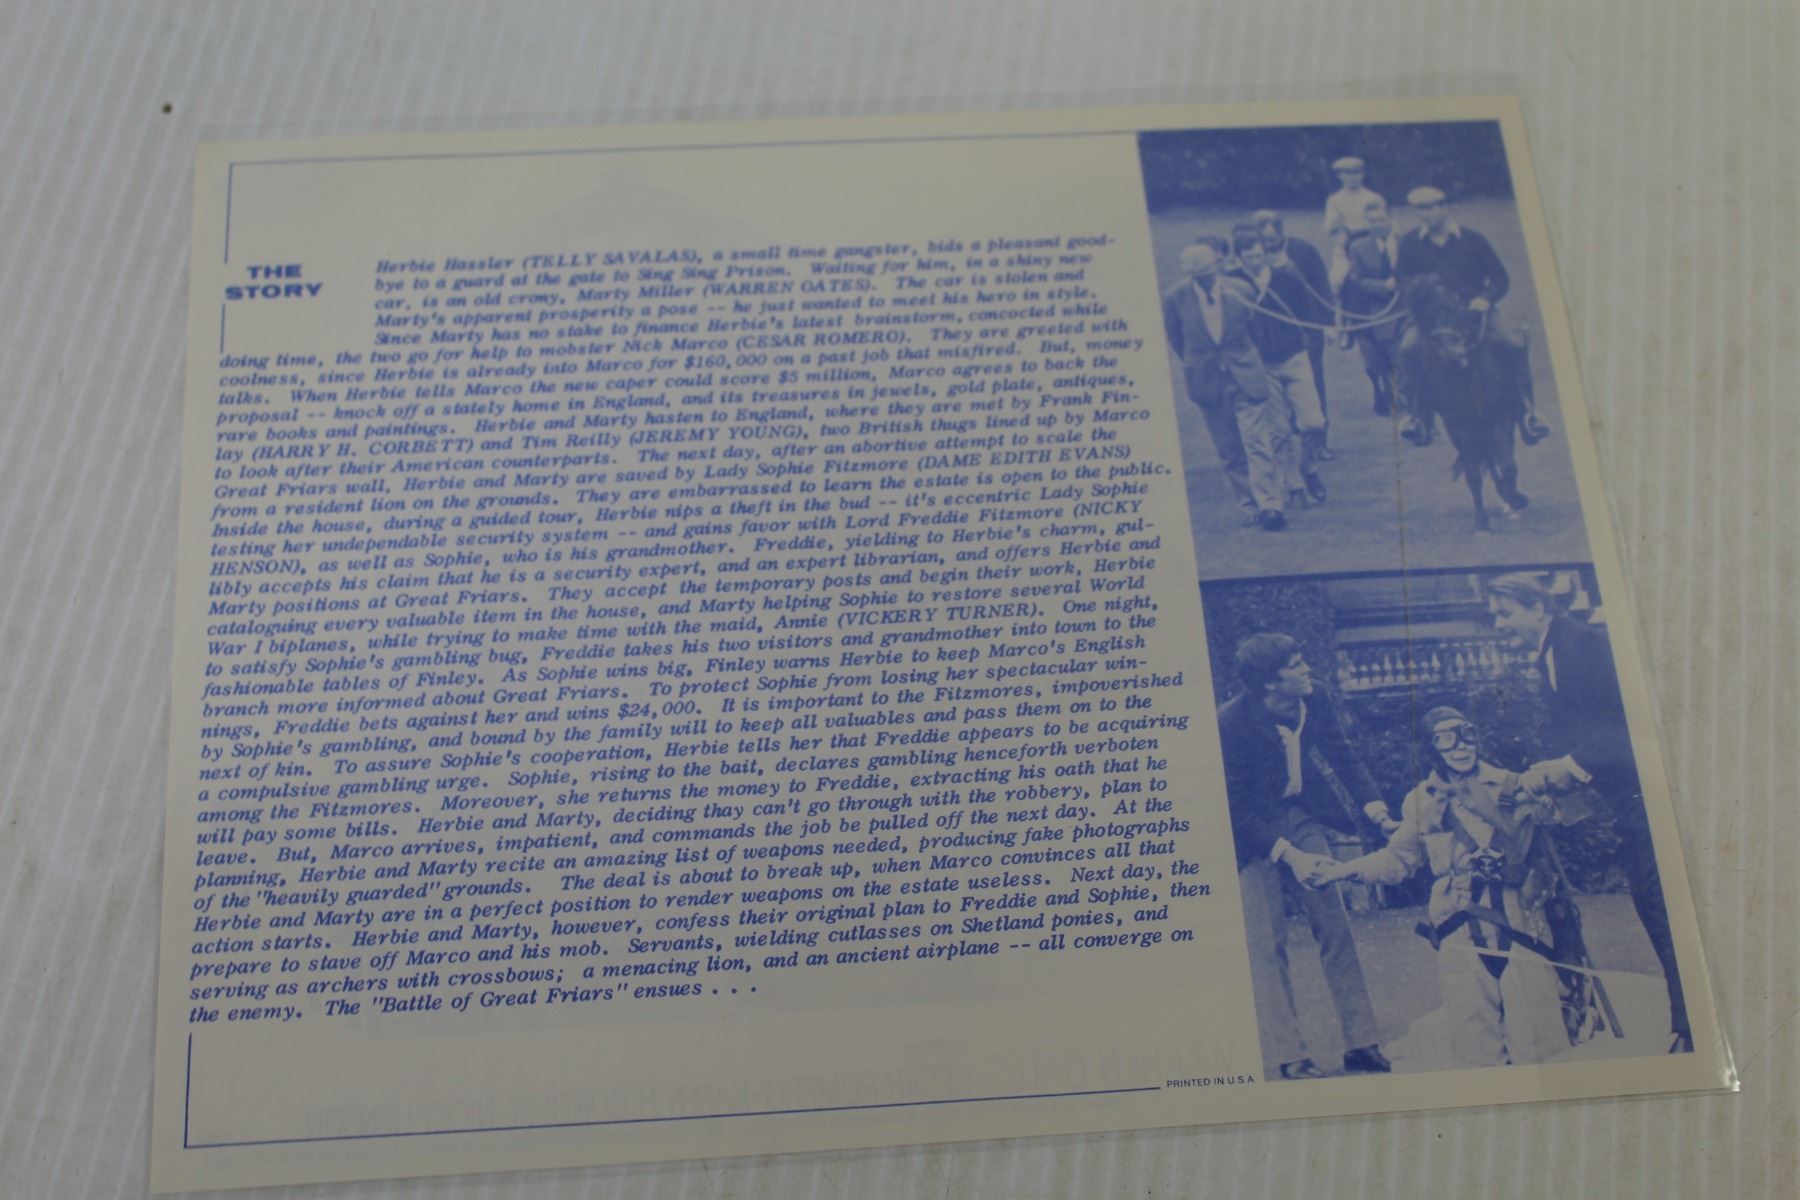 THE
STORY
Herbie Hassler (TELLY SAVALAS), a small time gangster, bids a pleasant good-
bye to a guard at the gate to Sing Sing Prison. Waiting for him, in a shiny new
car, is an old crony, Marty Miller (WARREN OATES). The car is stolen and
Marty's apparent prosperity a pose -- he just wanted to meet his hero in style.
Since Marty has no stake to finance Herbie's latest brainstorm, concocted while
doing time, the two go for help to mobster Nick Marco (CESAR ROMERO). They are greeted with
coolness, since Herbie is already into Marco for $160,000 on a past job that misfired. But, money
talks. When Herbie tells Marco the new caper could score $5 million, Marco agrees to back the
proposal -- knock off a stately home in England, and its treasures in jewels, gold plate, antiques,
rare books and paintings. Herbie and Marty hasten to England, where they are met by Frank Fin-
lay (HARRY H. CORBETT) and Tim Reilly (JEREMY YOUNG), two British thugs lined up by Marco
to look after their American counterparts. The next day, after an abortive attempt to scale the
Great Friars wall, Herbie and Marty are saved by Lady Sophie Fitzmore (DAME EDITH EVANS)
from a resident lion on the grounds. They are embarrassed to learn the estate is open to the public.
Inside the house, during a guided tour, Herbie nips a theft in the bud -- it's eccentric Lady Sophie
testing her undependable security system -- and gains favor with Lord Freddie Fitzmore (NICKY
HENSON), as well as Sophie, who is his grandmother. Freddie, yielding to Herbie's charm, gul-
libly accepts his claim that he is a security expert, and an expert librarian, and offers Herbie and
Marty positions at Great Friars. They accept the temporary posts and begin their work, Herbie
cataloguing every valuable item in the house, and Marty helping Sophie to restore several World
War I biplanes, while trying to make time with the maid, Annie (VICKERY TURNER). One night,
to satisfy Sophie's gambling bug, Freddie takes his two visitors and grandmother into town to the
fashionable tables of Finley. As Sophie wins big, Finley warns Herbie to keep Marco's English
branch more informed about Great Friars. To protect Sophie from losing her spectacular win-
nings, Freddie bets against her and wins $24,000. It is important to the Fitzmores, impoverished
by Sophie's gambling, and bound by the family will to keep all valuables and pass them on to the
next of kin. To assure Sophie's cooperation, Herbie tells her that Freddie appears to be acquiring
a compulsive gambling urge. Sophie, rising to the bait, declares gambling henceforth verboten
among the Fitzmores. Moreover, she returns the money to Freddie, extracting his oath that he
will pay some bills. Herbie and Marty, deciding thay can't go through with the robbery, plan to
leave. But, Marco arrives, impatient, and commands the job be pulled off the next day. At the
planning, Herbie and Marty recite an amazing list of weapons needed, producing fake photographs
of the "heavily guarded" grounds. The deal is about to break up, when Marco convinces all that
Herbie and Marty are in a perfect position to render weapons on the estate useless. Next day, the
action starts. Herbie and Marty, however, confess their original plan to Freddie and Sophie, then
prepare to stave off Marco and his mob. Servants, wielding cutlasses on Shetland ponies, and
serving as archers with crossbows; a menacing lion, and an ancient airplane -- all converge on
the enemy. The "Battle of Great Friars" ensues . . .
PRINTED IN U.S.A.